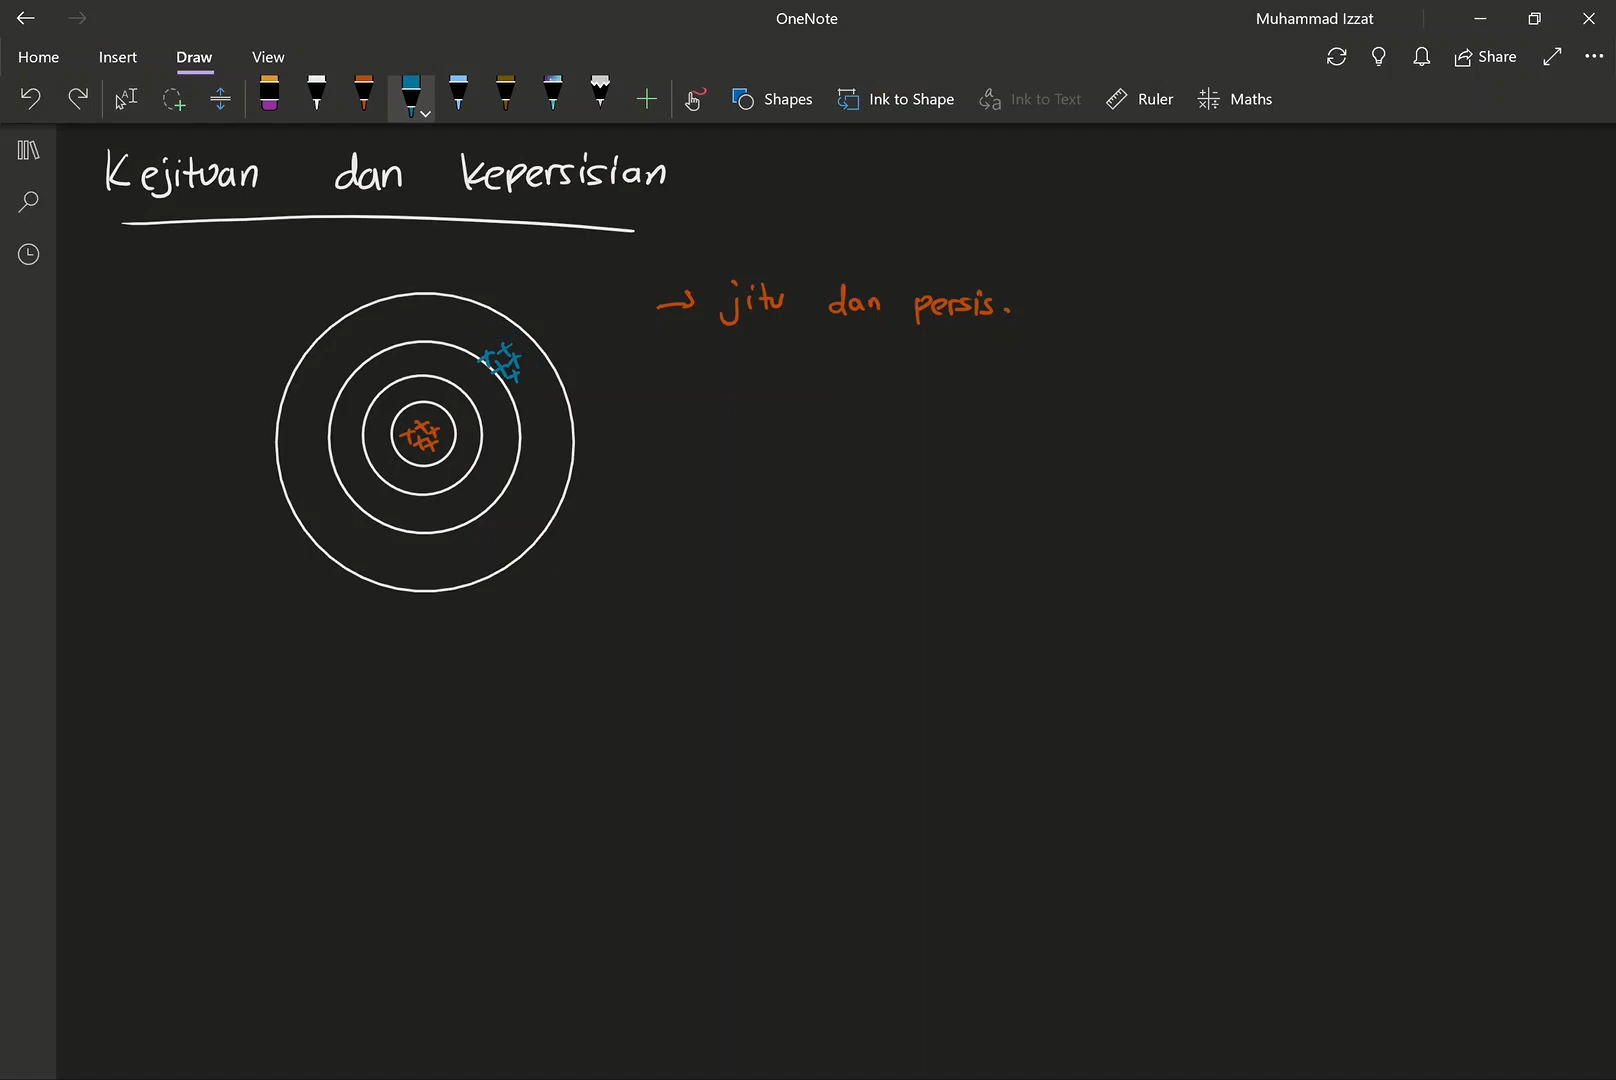 OneNote
Muhammad Izzat
Home Insert Draw View
Share
Shapes Ink to Shape Ink to Text Ruler Maths
Kejituan dan kepersisian
→ jitu dan persis.